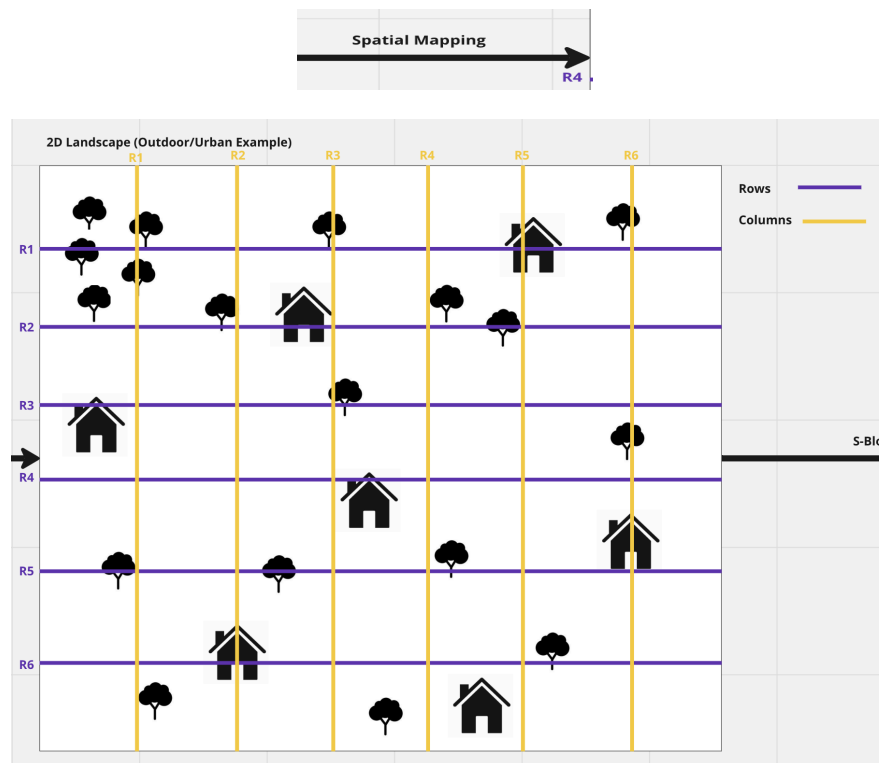 Spatial Mapping
R4
2D Landscape (Outdoor/Urban Example)
R1 R2 R3 R4 R5 R6
Rows
Columns
R1
R2
R3
S-Blo
R4
R5
R6